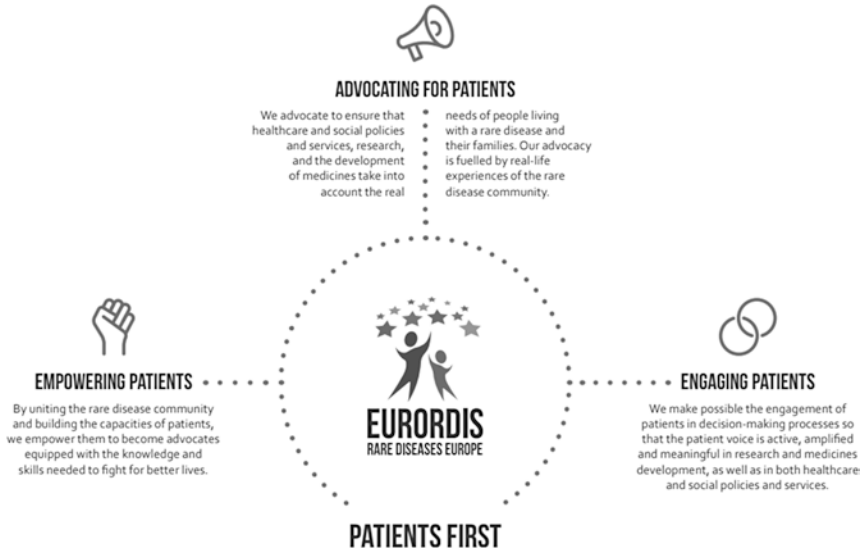 ADVOCATING FOR PATIENTS
We advocate to ensure that
healthcare and social policies
and services, research,
and the development
of medicines take into
account the real
needs of people living
with a rare disease and
their families. Our advocacy
is fuelled by real-life
experiences of the rare
disease community.
EMPOWERING PATIENTS
By uniting the rare disease community
and building the capacities of patients,
we empower them to become advocates
equipped with the knowledge and
skills needed to fight for better lives.
EURORDIS
RARE DISEASES EUROPE
ENGAGING PATIENTS
We make possible the engagement of
patients in decision-making processes so
that the patient voice is active, amplified
and meaningful in research and medicines
development, as well as in both healthcare
and social policies and services.
PATIENTS FIRST